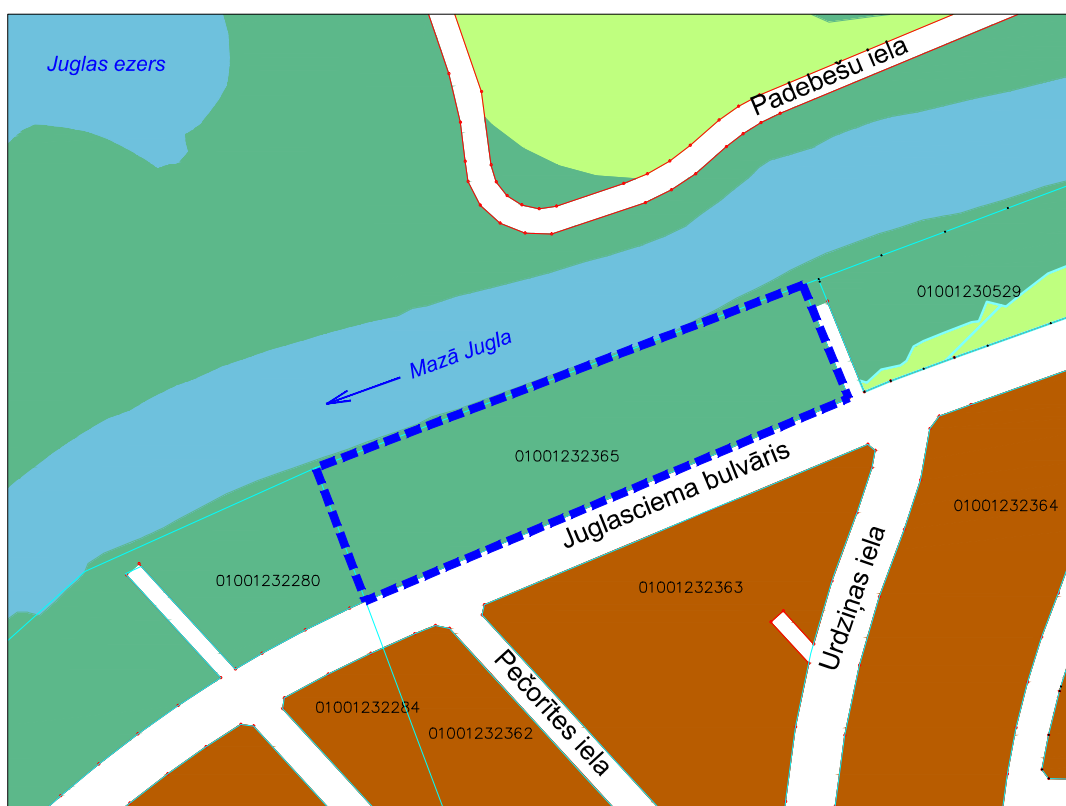 Juglas ezers
Padebešu iela
01001230529
Mazā Jugla
01001232365
Juglasciema bulvāris
01001232364
01001232280
01001232363
Urdziņas iela
Pečorītes iela
01001232284
01001232362